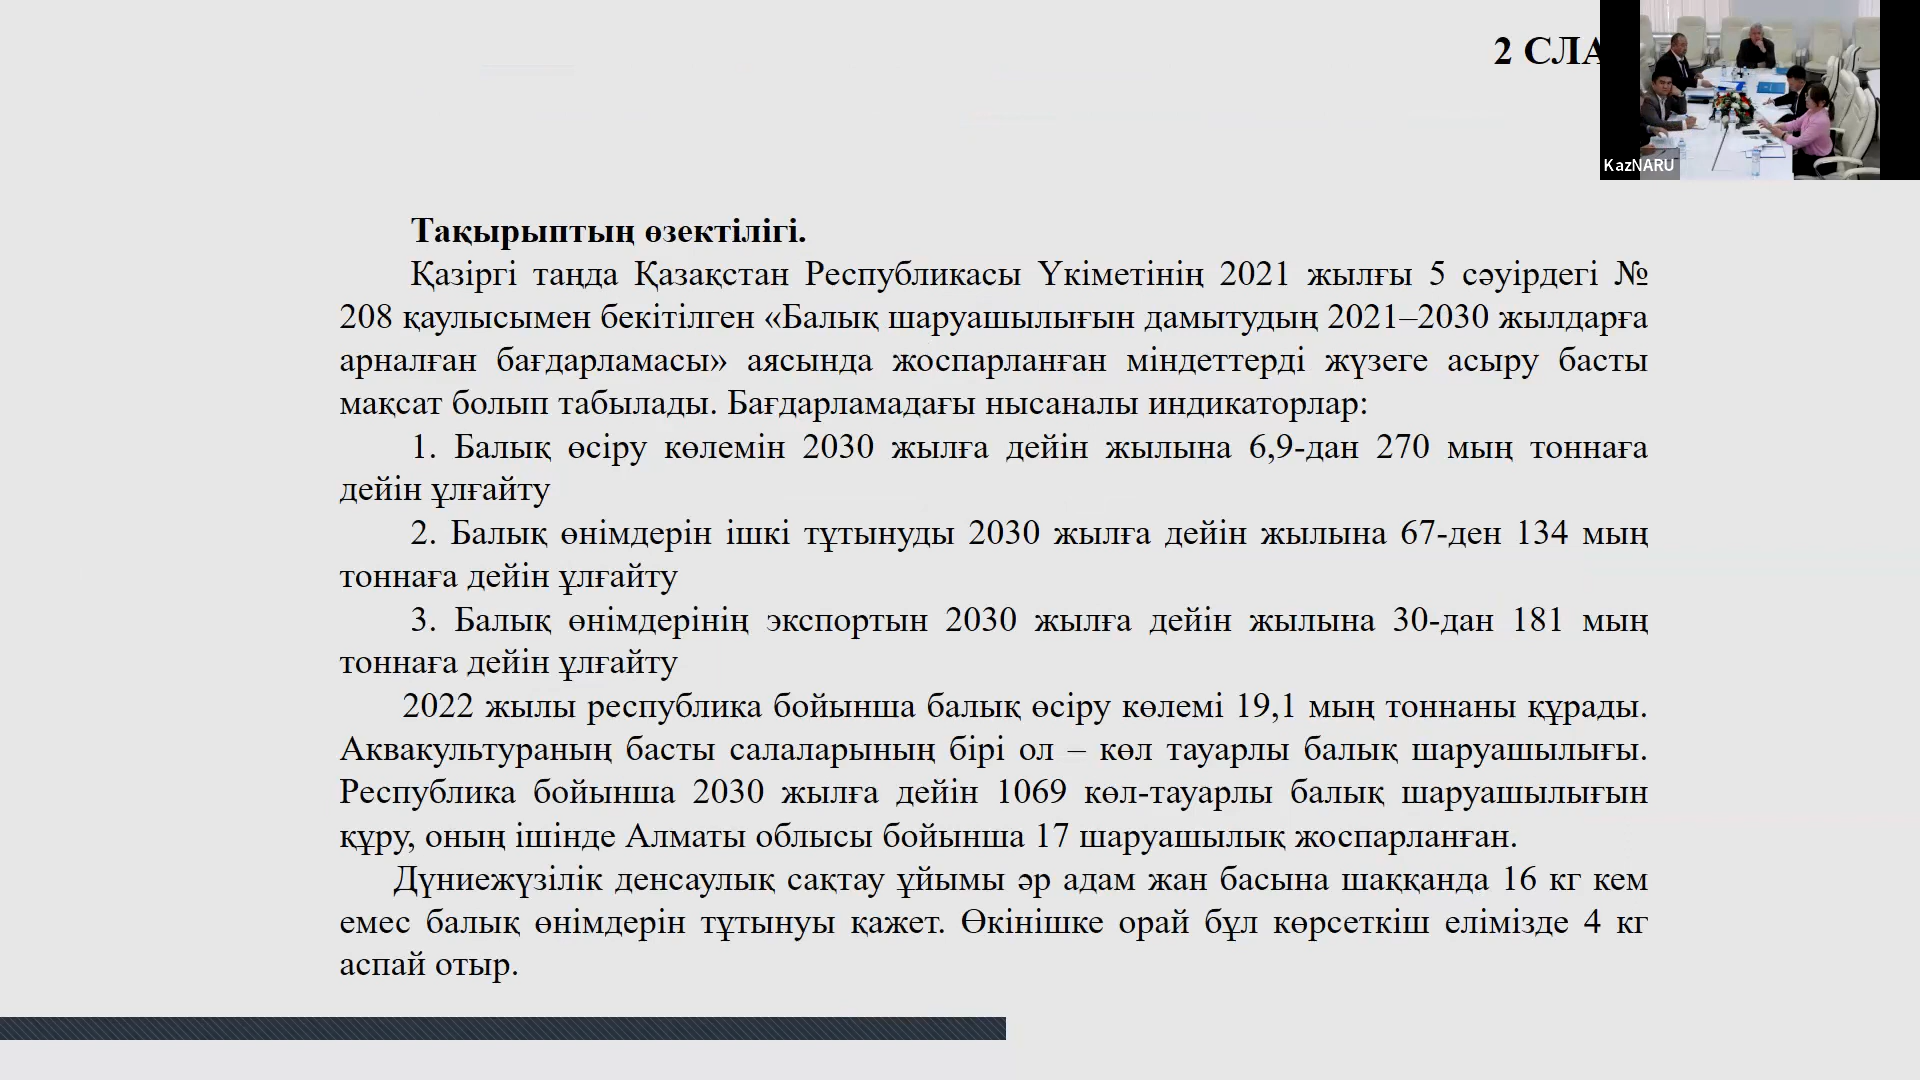 2 СЛА
KazNARU
Тақырыптың өзектілігі.
Қазіргі таңда Қазақстан Республикасы Үкіметінің 2021 жылғы 5 сәуірдегі №
208 қаулысымен бекітілген «Балық шаруашылығын дамытудың 2021–2030 жылдарға
арналған бағдарламасы» аясында жоспарланған міндеттерді жүзеге асыру басты
мақсат болып табылады. Бағдарламадағы нысаналы индикаторлар:
1. Балық өсіру көлемін 2030 жылға дейін жылына 6,9-дан 270 мың тоннаға
дейін ұлғайту
2. Балық өнімдерін ішкі тұтынуды 2030 жылға дейін жылына 67-ден 134 мың
тоннаға дейін ұлғайту
3. Балық өнімдерінің экспортын 2030 жылға дейін жылына 30-дан 181 мың
тоннаға дейін ұлғайту
2022 жылы республика бойынша балық өсіру көлемі 19,1 мың тоннаны құрады.
Аквакультураның басты салаларының бірі ол – көл тауарлы балық шаруашылығы.
Республика бойынша 2030 жылға дейін 1069 көл-тауарлы балық шаруашылығын
құру, оның ішінде Алматы облысы бойынша 17 шаруашылық жоспарланған.
Дүниежүзілік денсаулық сақтау ұйымы әр адам жан басына шаққанда 16 кг кем
емес балық өнімдерін тұтынуы қажет. Өкінішке орай бұл көрсеткіш елімізде 4 кг
аспай отыр.